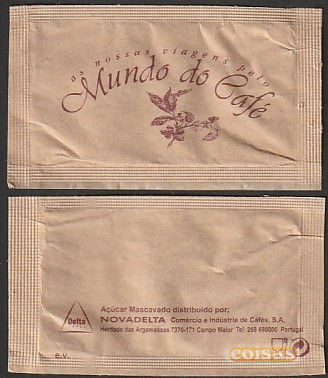 as nossas viagens pelo
Mundo do Café
Delta
Açúcar Mascavado distribuido por:
NOVADELTA Comércio e Indústria de Cafés, S.A.
Herdade das Argamassas 7370-171 Campo Maior Tel: 268 690000 Portugal
e.v.
coisas